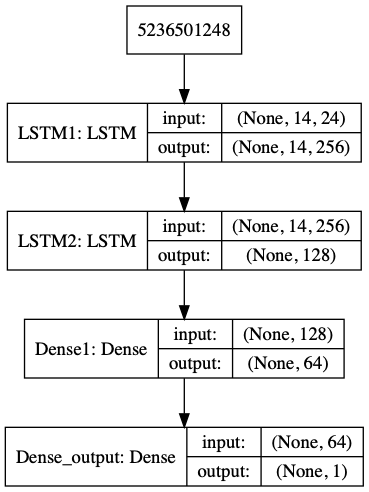 5236501248
LSTM1: LSTM
input:
(None, 14, 24)
output:
(None, 14, 256)
LSTM2: LSTM
input:
(None, 14, 256)
output:
(None, 128)
Dense1: Dense
input:
(None, 128)
output:
(None, 64)
Dense_output: Dense
input:
(None, 64)
output:
(None, 1)